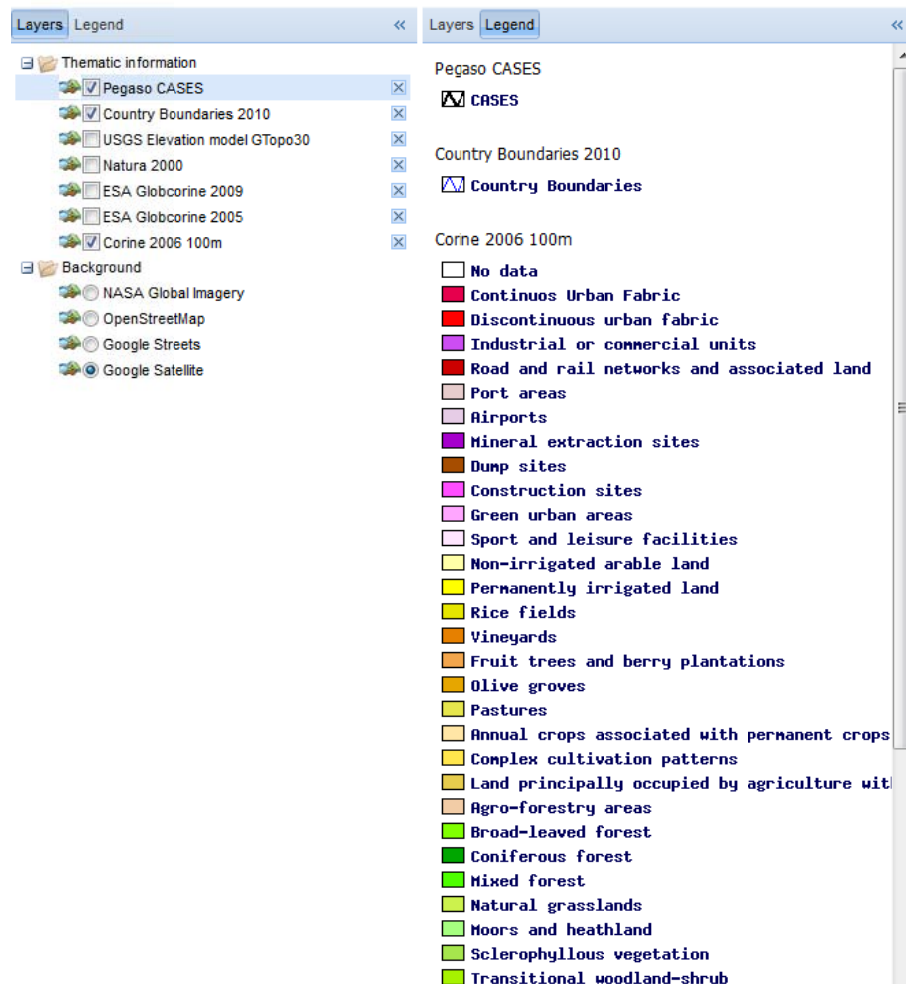 Layers Legend
Thematic information
Pegaso CASES
Country Boundaries 2010
USGS Elevation model GTopo30
Natura 2000
ESA Globcorine 2009
ESA Globcorine 2005
Corine 2006 100m
Background
NASA Global Imagery
OpenStreetMap
Google Streets
Google Satellite
Layers Legend
Pegaso CASES
CASES
Country Boundaries 2010
Country Boundaries
Corne 2006 100m
No data
Continuos Urban Fabric
Discontinuous urban fabric
Industrial or commercial units
Road and rail networks and associated land
Port areas
Airports
Mineral extraction sites
Dump sites
Construction sites
Green urban areas
Sport and leisure facilities
Non-irrigated arable land
Permanently irrigated land
Rice fields
Vineyards
Fruit trees and berry plantations
Olive groves
Pastures
Annual crops associated with permanent crops
Complex cultivation patterns
Land principally occupied by agriculture wit
Agro-forestry areas
Broad-leaved forest
Coniferous forest
Mixed forest
Natural grasslands
Moors and heathland
Sclerophyllous vegetation
Transitional woodland-shrub